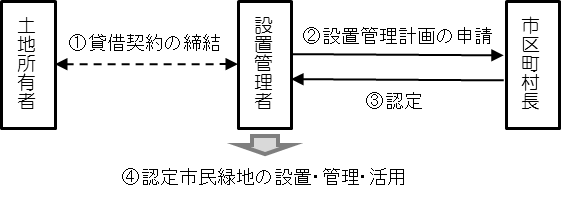 土地所有者
①貸借契約の締結
設置管理者
②設置管理計画の申請
③認定
市区町村長
④認定市民緑地の設置・管理・活用